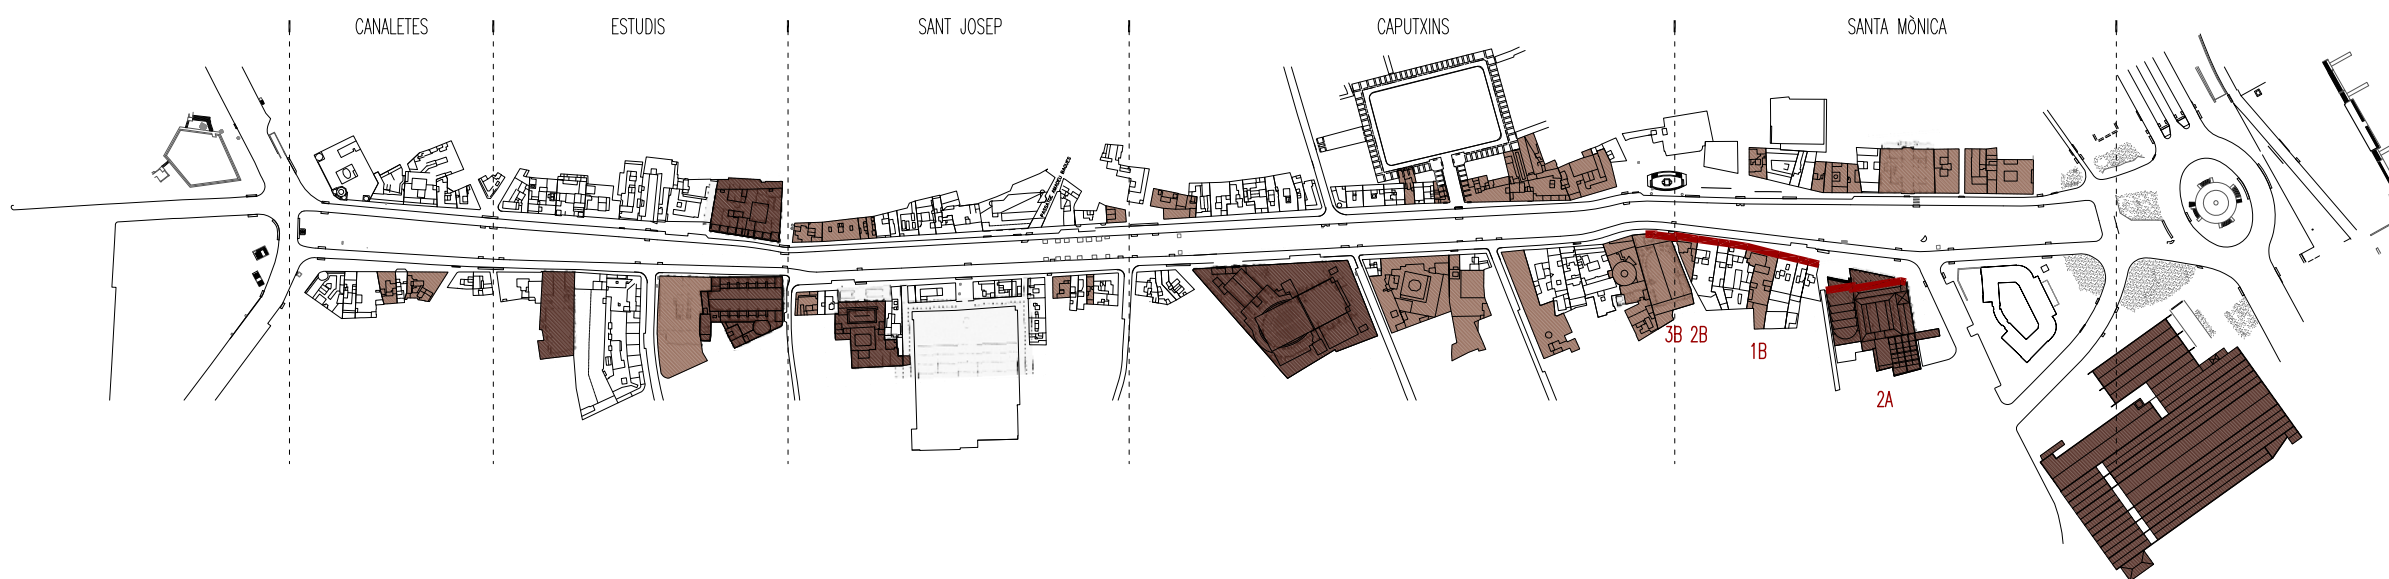 CANALETES
ESTUDIS
SANT JOSEP
CAPUTXINS
SANTA MÒNICA
3B 2B
1B
2A